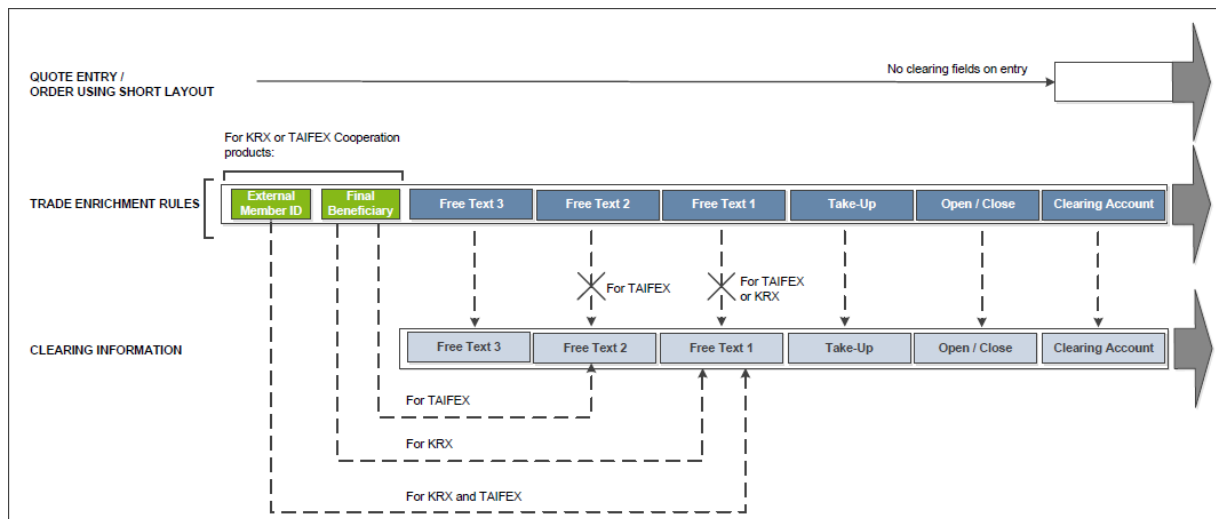 No clearing fields on entry
QUOTE ENTRY /
ORDER USING SHORT LAYOUT
For KRX or TAIFEX Cooperation
products:
TRADE ENRICHMENT RULES
External
Member ID
Final
Beneficiary
Free Text 3
Free Text 2
Free Text 1
Take-Up
Open / Close
Clearing Account
For TAIFEX
For TAIFEX
or KRX
CLEARING INFORMATION
Free Text 3
Free Text 2
Free Text 1
Take-Up
Open / Close
Clearing Account
For TAIFEX
For KRX
For KRX and TAIFEX